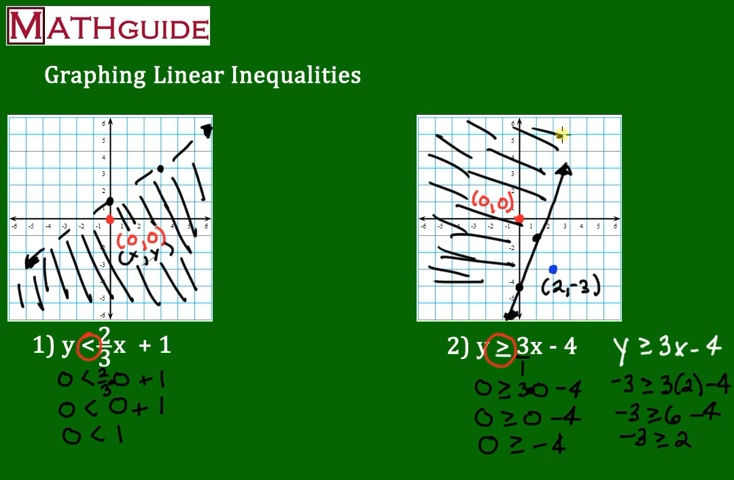 MATHGUIDE
Graphing Linear Inequalities
(0,0)
(x,y)
(0,0)
(2,-3)
1) y < 2/3 x + 1
0 < 2/3·0 + 1
0 < 0 + 1
0 < 1
2) y ≥ 3x - 4
1
0 ≥ 3·0 - 4
0 ≥ 0 - 4
0 ≥ -4
y ≥ 3x - 4
-3 ≥ 3(2) - 4
-3 ≥ 6 - 4
-3 ≥ 2